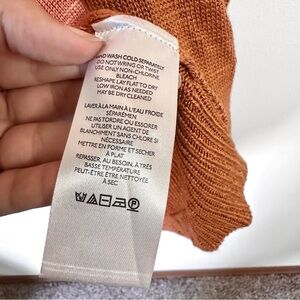 HAND WASH COLD SEPARATELY
DO NOT WRING OR TWIST
USE ONLY NON-CHLORINE
BLEACH
RESHAPE LAY FLAT TO DRY
LOW IRON AS NEEDED
MAY BE DRY CLEANED
LAVER À LA MAIN À L'EAU FROIDE
SÉPARÉMEN
NE PAS TORDRE OU ESSORER
UTILISER UN AGENT DE
BLANCHIMENT SANS CHLORE SI
NÉCESSAIRE
METTRE EN FORME ET SÉCHER
À PLAT
REPASSER, AU BESOIN, À TRÈS
BASSE TEMPÉRATURE
PEUT-ÊTRE ÊTRE NETTOYÉE
À SEC
P